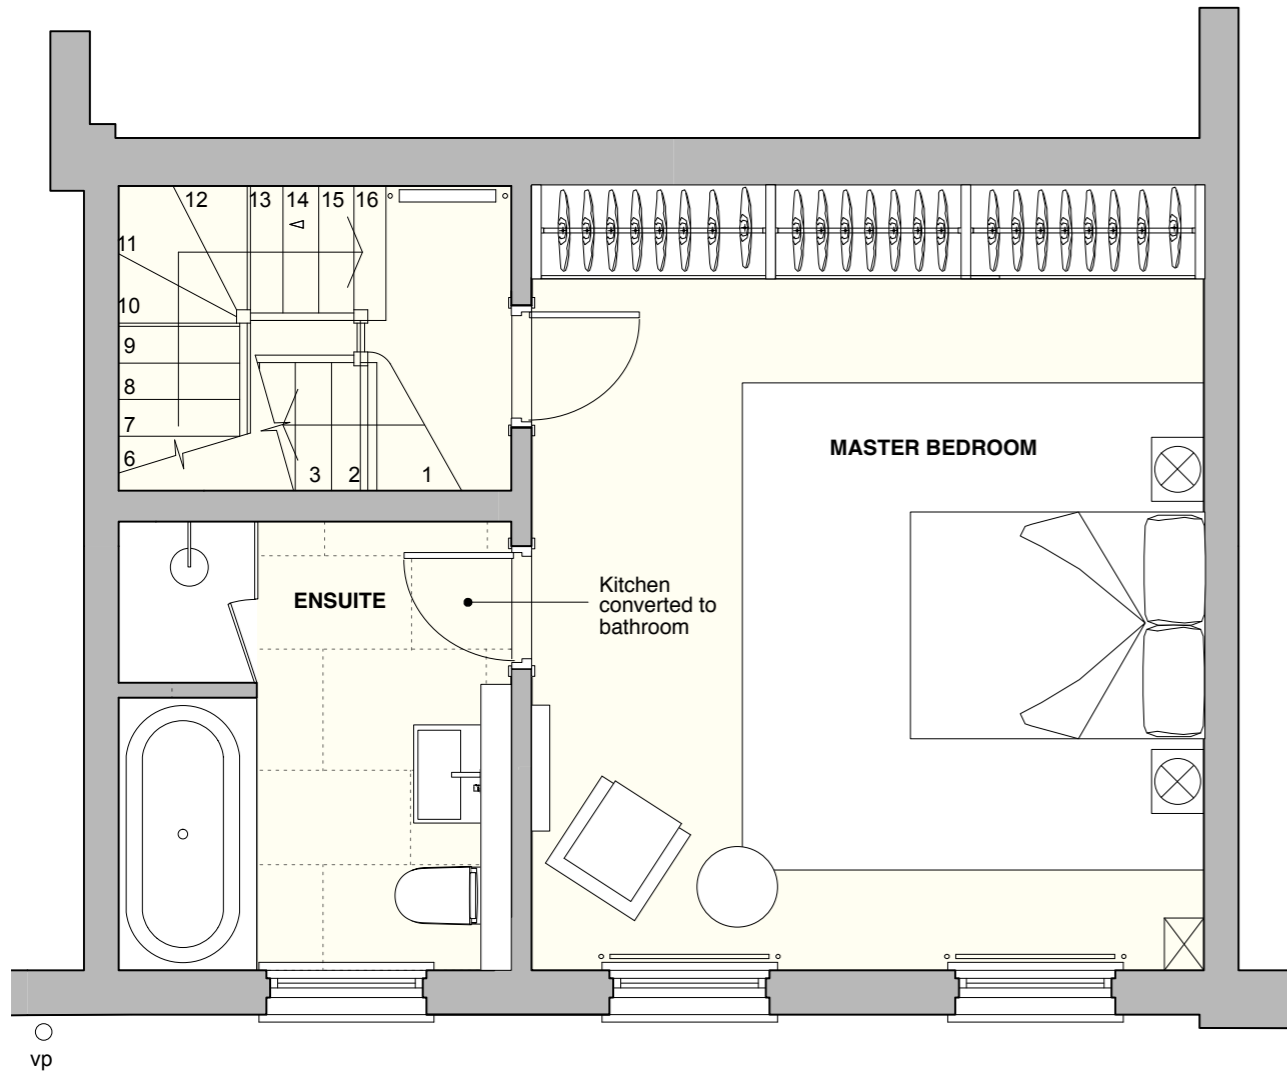 12 13 14 15 16
11
10
9
8
7
6
3 2 1
MASTER BEDROOM
ENSUITE
Kitchen
converted to
bathroom
vp